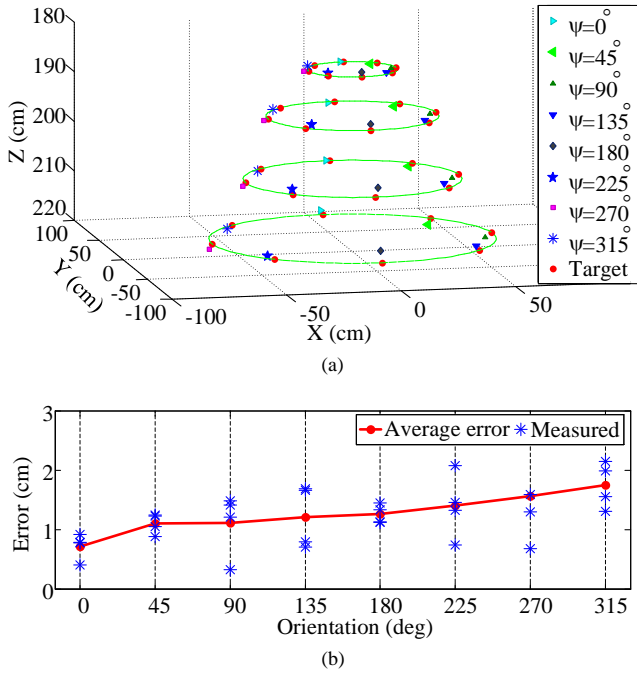 180
190
200
210
220
Z (cm)
100
50
0
-50
-100
Y (cm)
-100
-50
0
50
X (cm)
ψ=0°
ψ=45°
ψ=90°
ψ=135°
ψ=180°
ψ=225°
ψ=270°
ψ=315°
Target
(a)
3
2
1
0
Error (cm)
Average error
Measured
0 45 90 135 180 225 270 315
Orientation (deg)
(b)